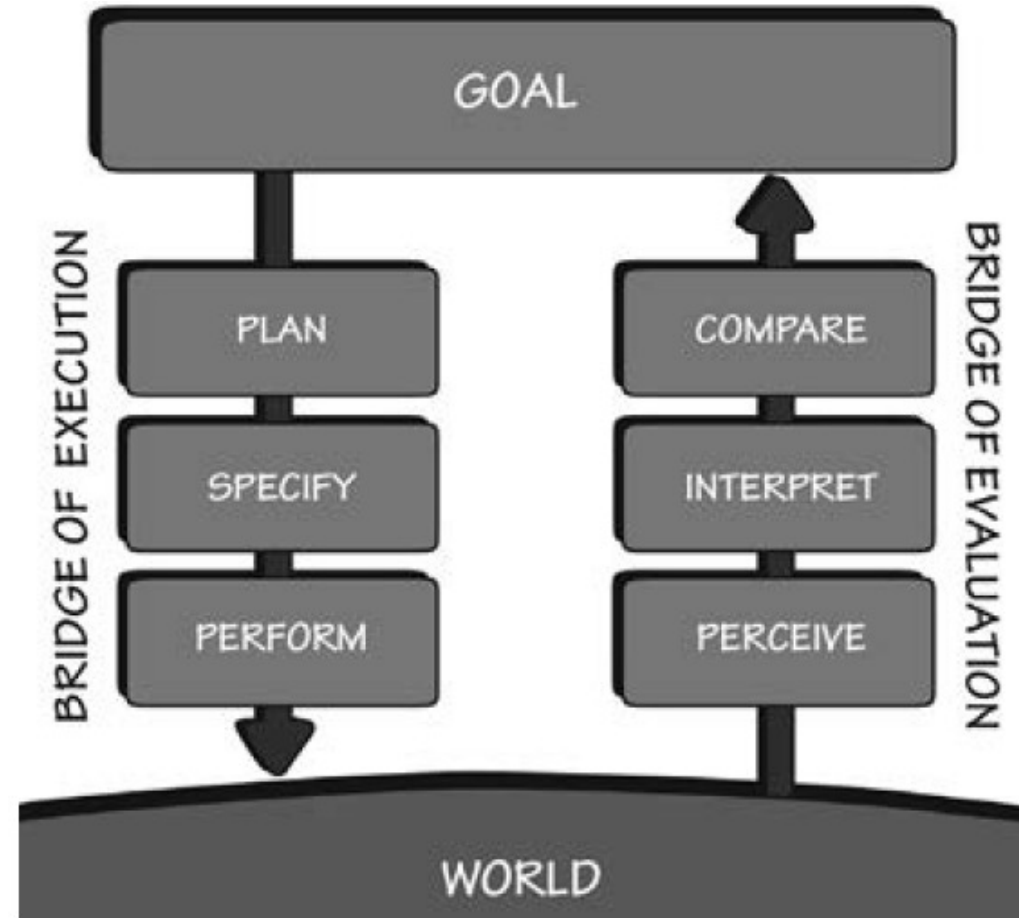 GOAL
BRIDGE OF EXECUTION
PLAN
SPECIFY
PERFORM
COMPARE
INTERPRET
PERCEIVE
BRIDGE OF EVALUATION
WORLD